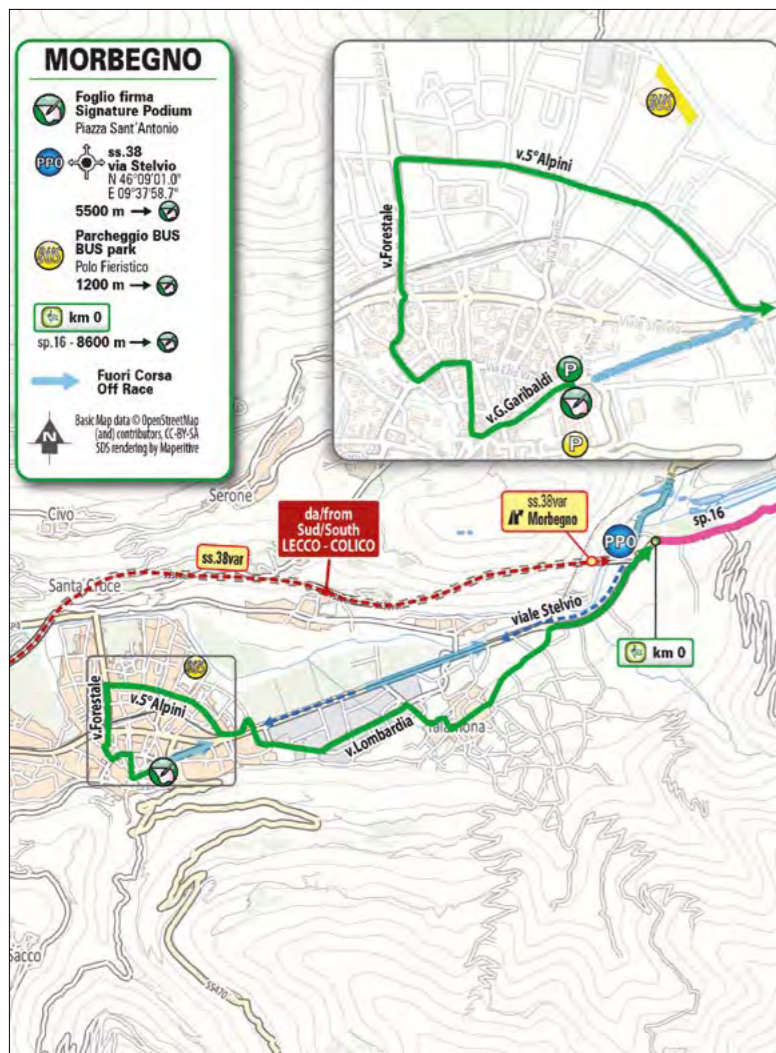 MORBEGNO
Foglio firma
Signature Podium
Piazza Sant'Antonio
PPO
ss.38
via Stelvio
N 46°09'01.0"
E 09°37'58.7"
5500 m
BUS
Parcheggio BUS
BUS park
Polo Fieristico
1200 m
km 0
sp.16 - 8600 m
Fuori Corsa
Off Race
N
Basic Map data © OpenStreetMap
(and) contributors, CC-BY-SA
SDS rendering by Maperitive
BUS
v.5°Alpini
v.Forestale
Viale Stelvio
v.G.Garibaldi
P
P
Serone
Civo
da/from
Sud/South
LECCO - COLICO
ss.38var
Morbegno
sp.16
PPO
ss.38var
Santa Croce
viale Stelvio
km 0
BUS
v.Forestale
v.5°Alpini
v.Lombardia
Talamona
Sacco
SS470